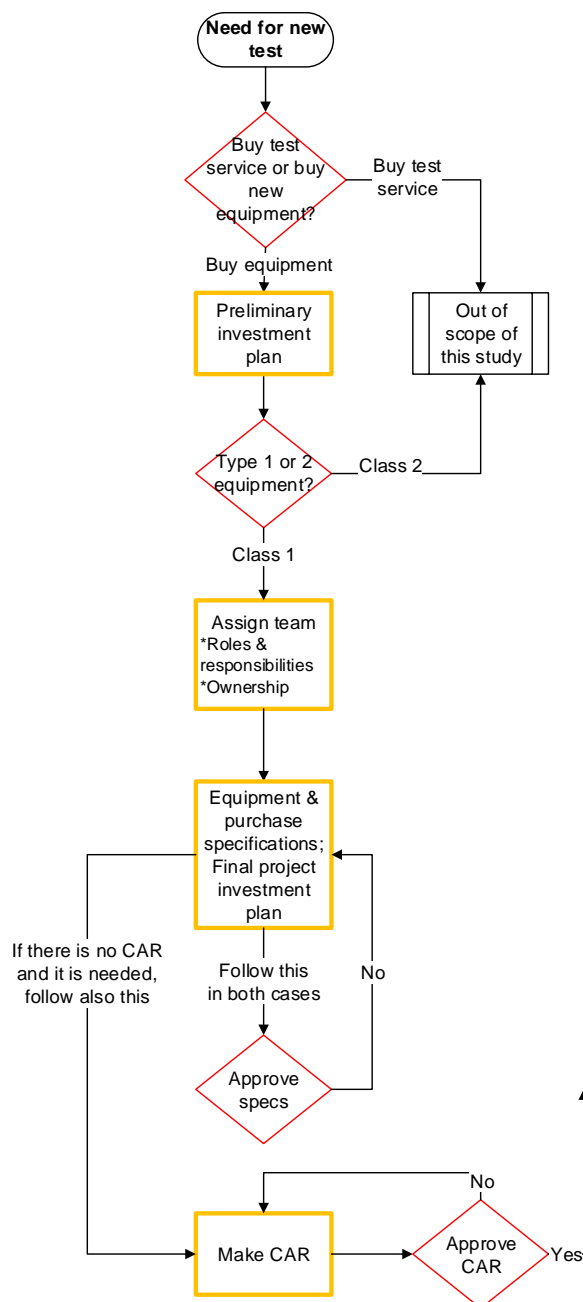 Need for new
test
Buy test
service or buy
new
equipment?
Buy test
service
Buy equipment
Preliminary
investment
plan
Out of
scope of
this study
Type 1 or 2
equipment?
Class 2
Class 1
Assign team
*Roles &
responsibilities
*Ownership
Equipment &
purchase
specifications;
Final project
investment
plan
If there is no CAR
and it is needed,
follow also this
Follow this
in both cases
No
Approve
specs
No
Make CAR
Approve
CAR
Yes